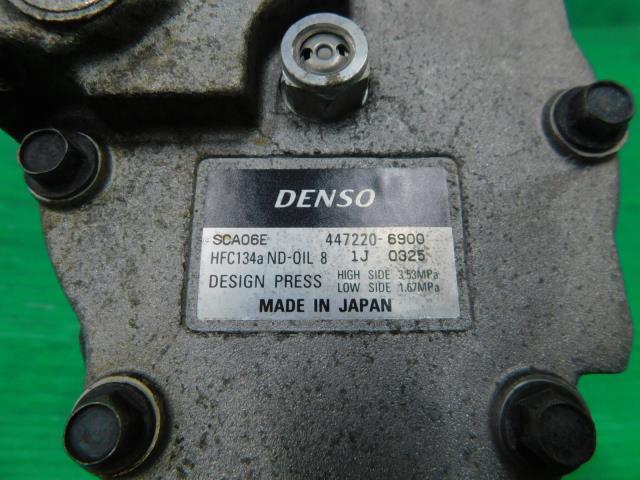 DENSO
SCA06E 447220-6900
HFC134a ND-OIL 8 1J 0325
DESIGN PRESS HIGH SIDE 3.53MPa
LOW SIDE 1.67MPa
MADE IN JAPAN